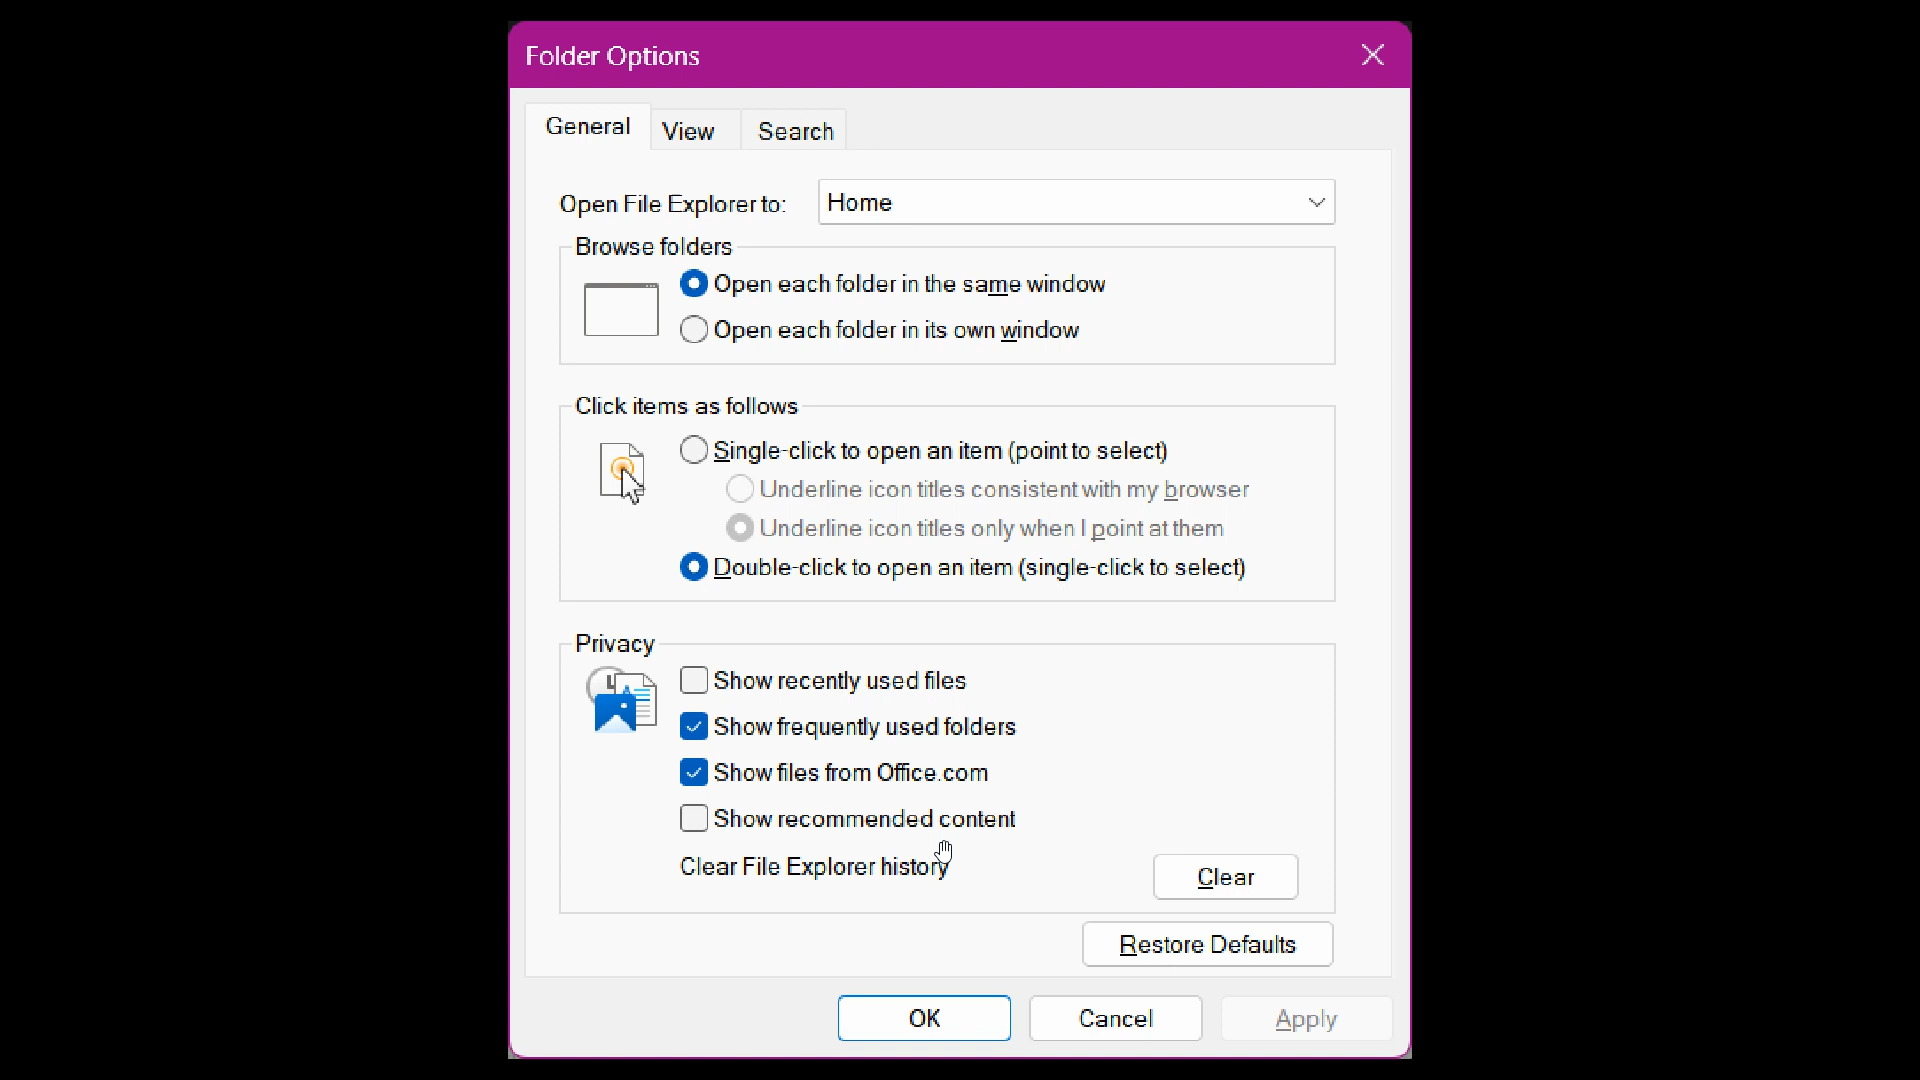 Folder Options
General
View
Search
Open File Explorer to:
Home
Browse folders
Open each folder in the same window
Open each folder in its own window
Click items as follows
Single-click to open an item (point to select)
Underline icon titles consistent with my browser
Underline icon titles only when I point at them
Double-click to open an item (single-click to select)
Privacy
Show recently used files
Show frequently used folders
Show files from Office.com
Show recommended content
Clear File Explorer history
Clear
Restore Defaults
OK
Cancel
Apply